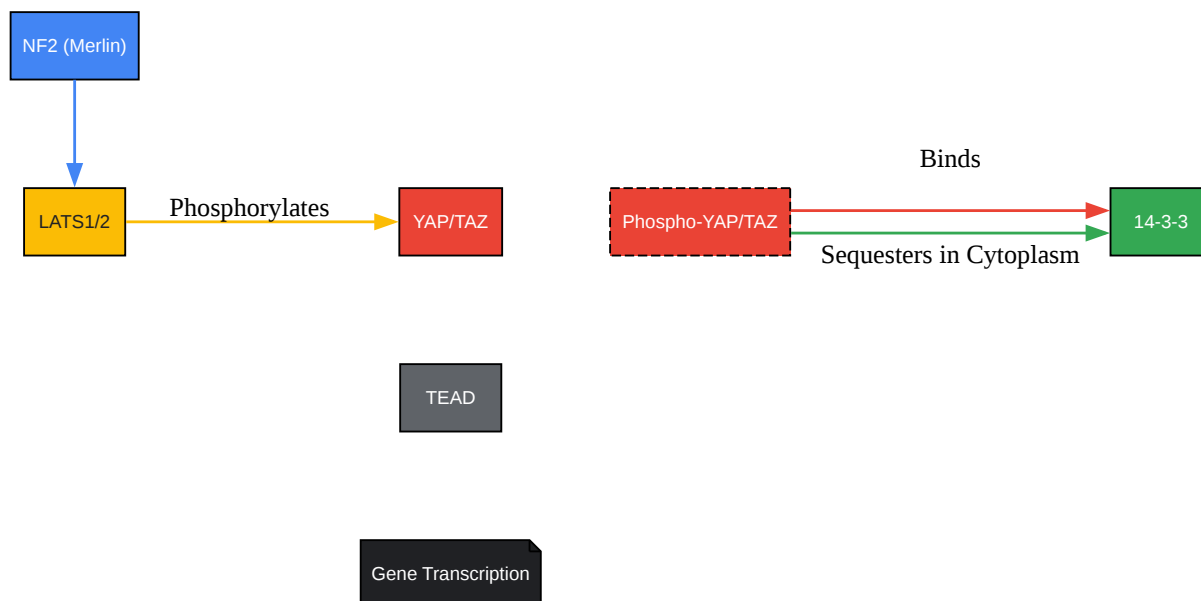 NF2 (Merlin)
Binds
LATS1/2
Phosphorylates
YAP/TAZ
Phospho-YAP/TAZ
14-3-3
Sequesters in Cytoplasm
TEAD
Gene Transcription